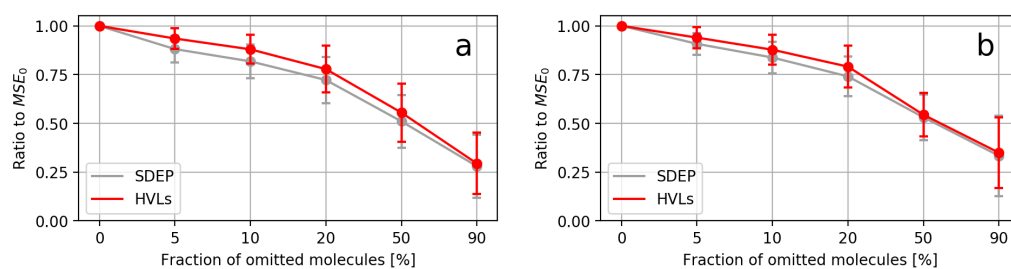 1.00
0.75
0.50
0.25
0.00
Ratio to MSE0
a
SDEP
HVLs
0 5 10 20 50 90
Fraction of omitted molecules [%]
1.00
0.75
0.50
0.25
0.00
Ratio to MSE0
b
SDEP
HVLs
0 5 10 20 50 90
Fraction of omitted molecules [%]